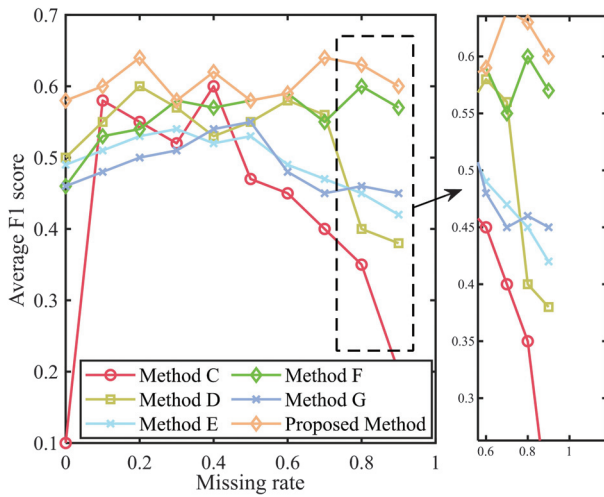 0.7
0.6
0.5
0.4
0.3
0.2
0.1
Average F1 score
0
0.2
0.4
0.6
0.8
1
Missing rate
Method C
Method F
Method D
Method G
Method E
Proposed Method
0.6
0.55
0.5
0.45
0.4
0.35
0.3
0.6
0.8
1